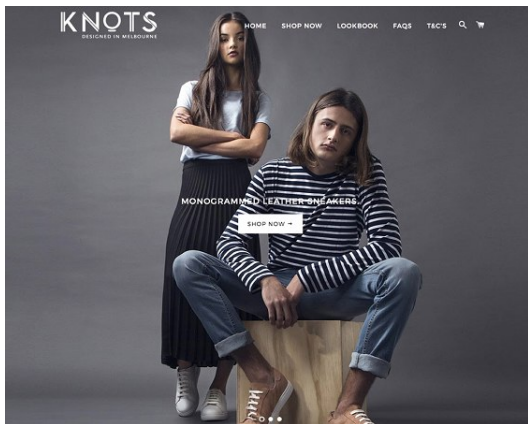 KNOTS
DESIGNED IN MELBOURNE
HOME SHOP NOW LOOKBOOK FAQS T&C'S
MONOGRAMMED LEATHER SNEAKERS
SHOP NOW →